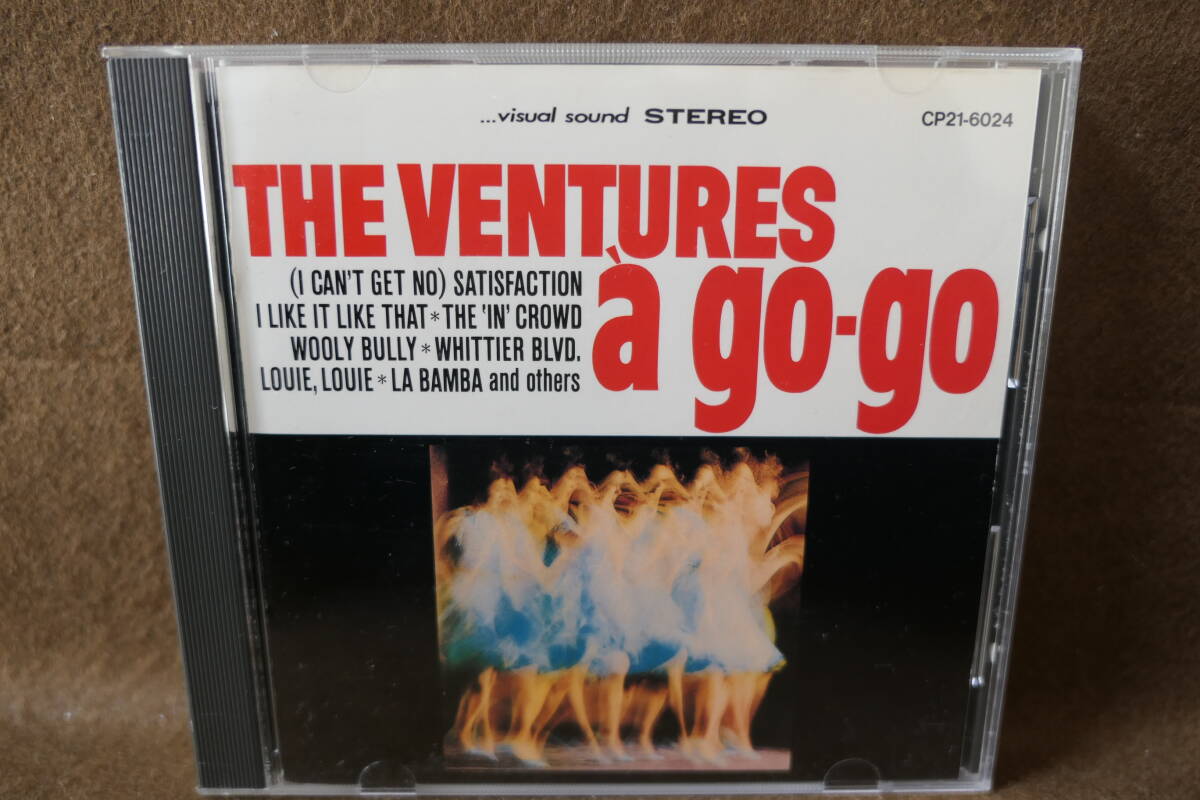 ...visual sound STEREO
CP21-6024
THE VENTURES
à go-go
(I CAN'T GET NO) SATISFACTION
I LIKE IT LIKE THAT * THE 'IN' CROWD
WOOLY BULLY * WHITTIER BLVD.
LOUIE, LOUIE * LA BAMBA and others